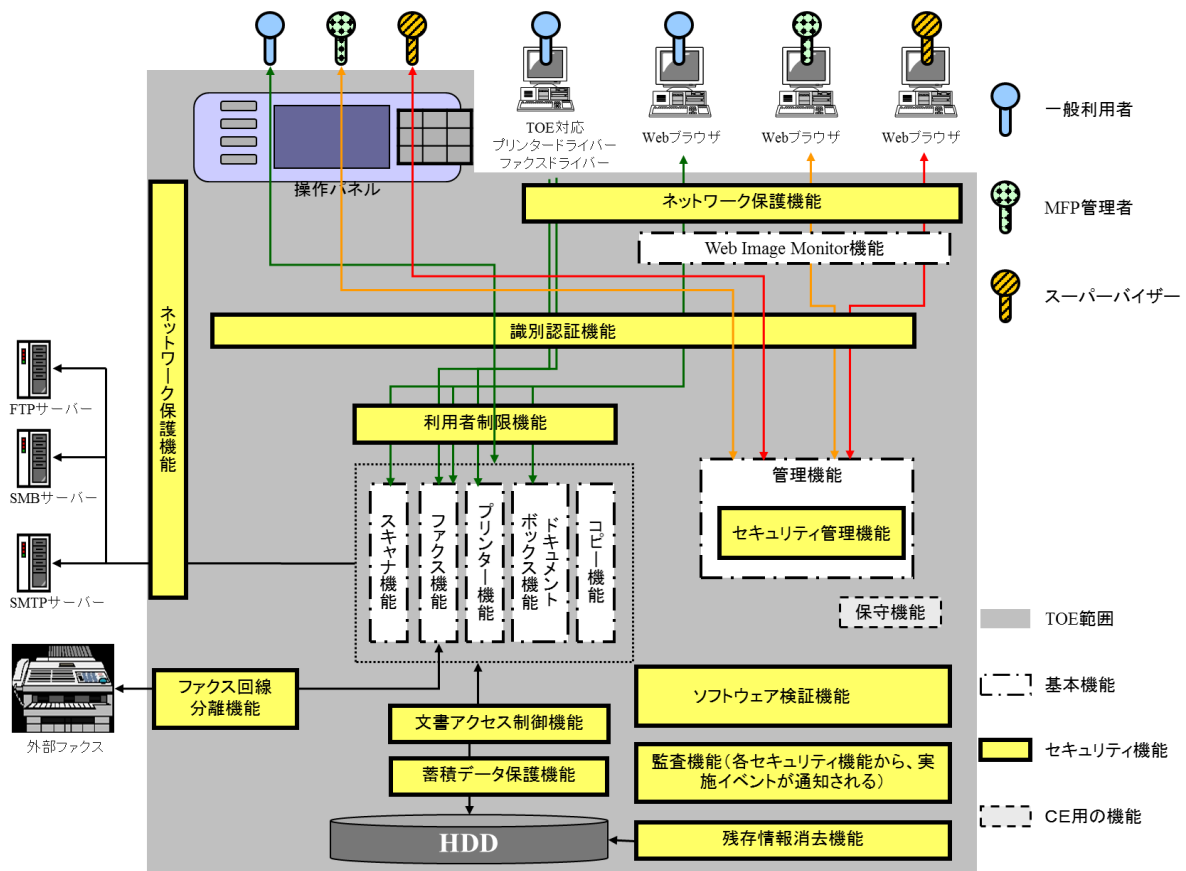 TOE対応
プリンタードライバー
ファクスドライバー
Webブラウザ
Webブラウザ
Webブラウザ
操作パネル
一般利用者
MFP管理者
スーパーバイザー
ネットワーク保護機能
Web Image Monitor機能
ネットワーク保護機能
識別認証機能
利用者制限機能
FTPサーバー
SMBサーバー
SMTPサーバー
スキャナ機能
ファクス機能
プリンター機能
ドキュメント
ボックス機能
コピー機能
管理機能
セキュリティ管理機能
保守機能
外部ファクス
ファクス回線
分離機能
文書アクセス制御機能
蓄積データ保護機能
HDD
ソフトウェア検証機能
監査機能(各セキュリティ機能から、実
施イベントが通知される)
残存情報消去機能
TOE範囲
基本機能
セキュリティ機能
CE用の機能